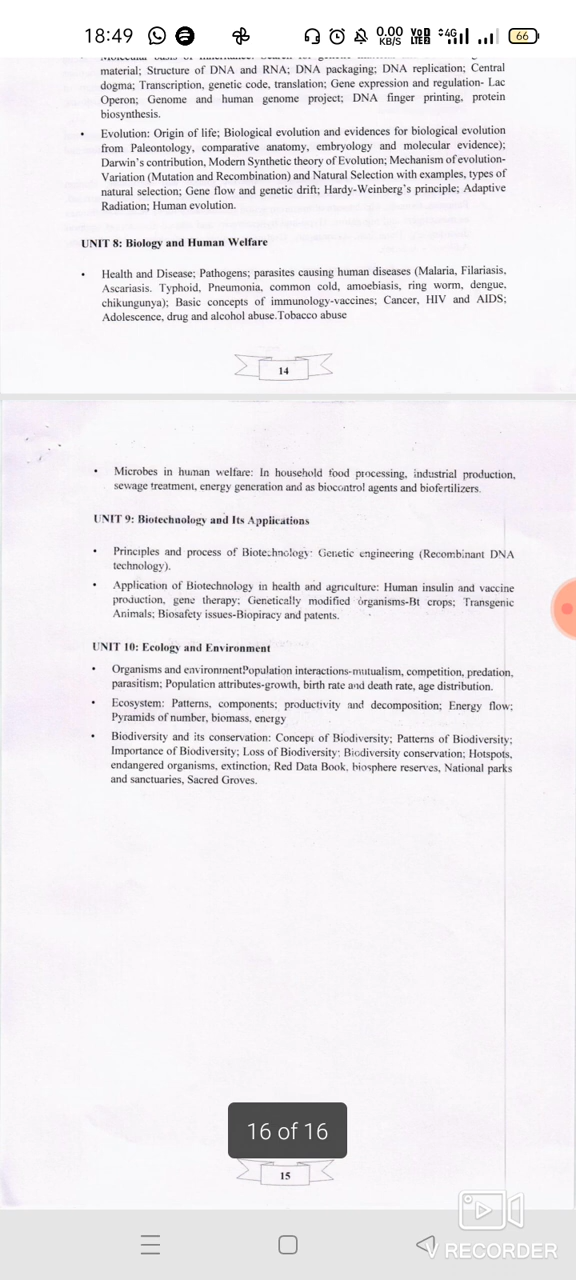 18:49 0.00 KB/S VoD LTEB 4G 66
material; Structure of DNA and RNA; DNA packaging; DNA replication; Central
dogma; Transcription, genetic code, translation; Gene expression and regulation- Lac
Operon; Genome and human genome project; DNA finger printing, protein
biosynthesis.
• Evolution: Origin of life; Biological evolution and evidences for biological evolution
from Paleontology, comparative anatomy, embryology and molecular evidence);
Darwin's contribution, Modern Synthetic theory of Evolution; Mechanism of evolution-
Variation (Mutation and Recombination) and Natural Selection with examples, types of
natural selection; Gene flow and genetic drift; Hardy-Weinberg's principle; Adaptive
Radiation; Human evolution.
UNIT 8: Biology and Human Welfare
• Health and Disease; Pathogens; parasites causing human diseases (Malaria, Filariasis,
Ascariasis. Typhoid, Pneumonia, common cold, amoebiasis, ring worm, dengue,
chikungunya); Basic concepts of immunology-vaccines; Cancer, HIV and AIDS;
Adolescence, drug and alcohol abuse.Tobacco abuse
14
• Microbes in human welfare: In household food processing, industrial production,
sewage treatment, energy generation and as biocontrol agents and biofertilizers.
UNIT 9: Biotechnology and Its Applications
• Principles and process of Biotechnology: Genetic engineering (Recombinant DNA
technology).
• Application of Biotechnology in health and agriculture: Human insulin and vaccine
production, gene therapy; Genetically modified organisms-Bt crops; Transgenic
Animals; Biosafety issues-Biopiracy and patents.
UNIT 10: Ecology and Environment
• Organisms and environmentPopulation interactions-mutualism, competition, predation,
parasitism; Population attributes-growth, birth rate and death rate, age distribution.
• Ecosystem: Patterns, components; productivity and decomposition; Energy flow;
Pyramids of number, biomass, energy
• Biodiversity and its conservation: Concept of Biodiversity; Patterns of Biodiversity;
Importance of Biodiversity; Loss of Biodiversity; Biodiversity conservation; Hotspots,
endangered organisms, extinction, Red Data Book, biosphere reserves, National parks
and sanctuaries, Sacred Groves.
16 of 16
15
V RECORDER